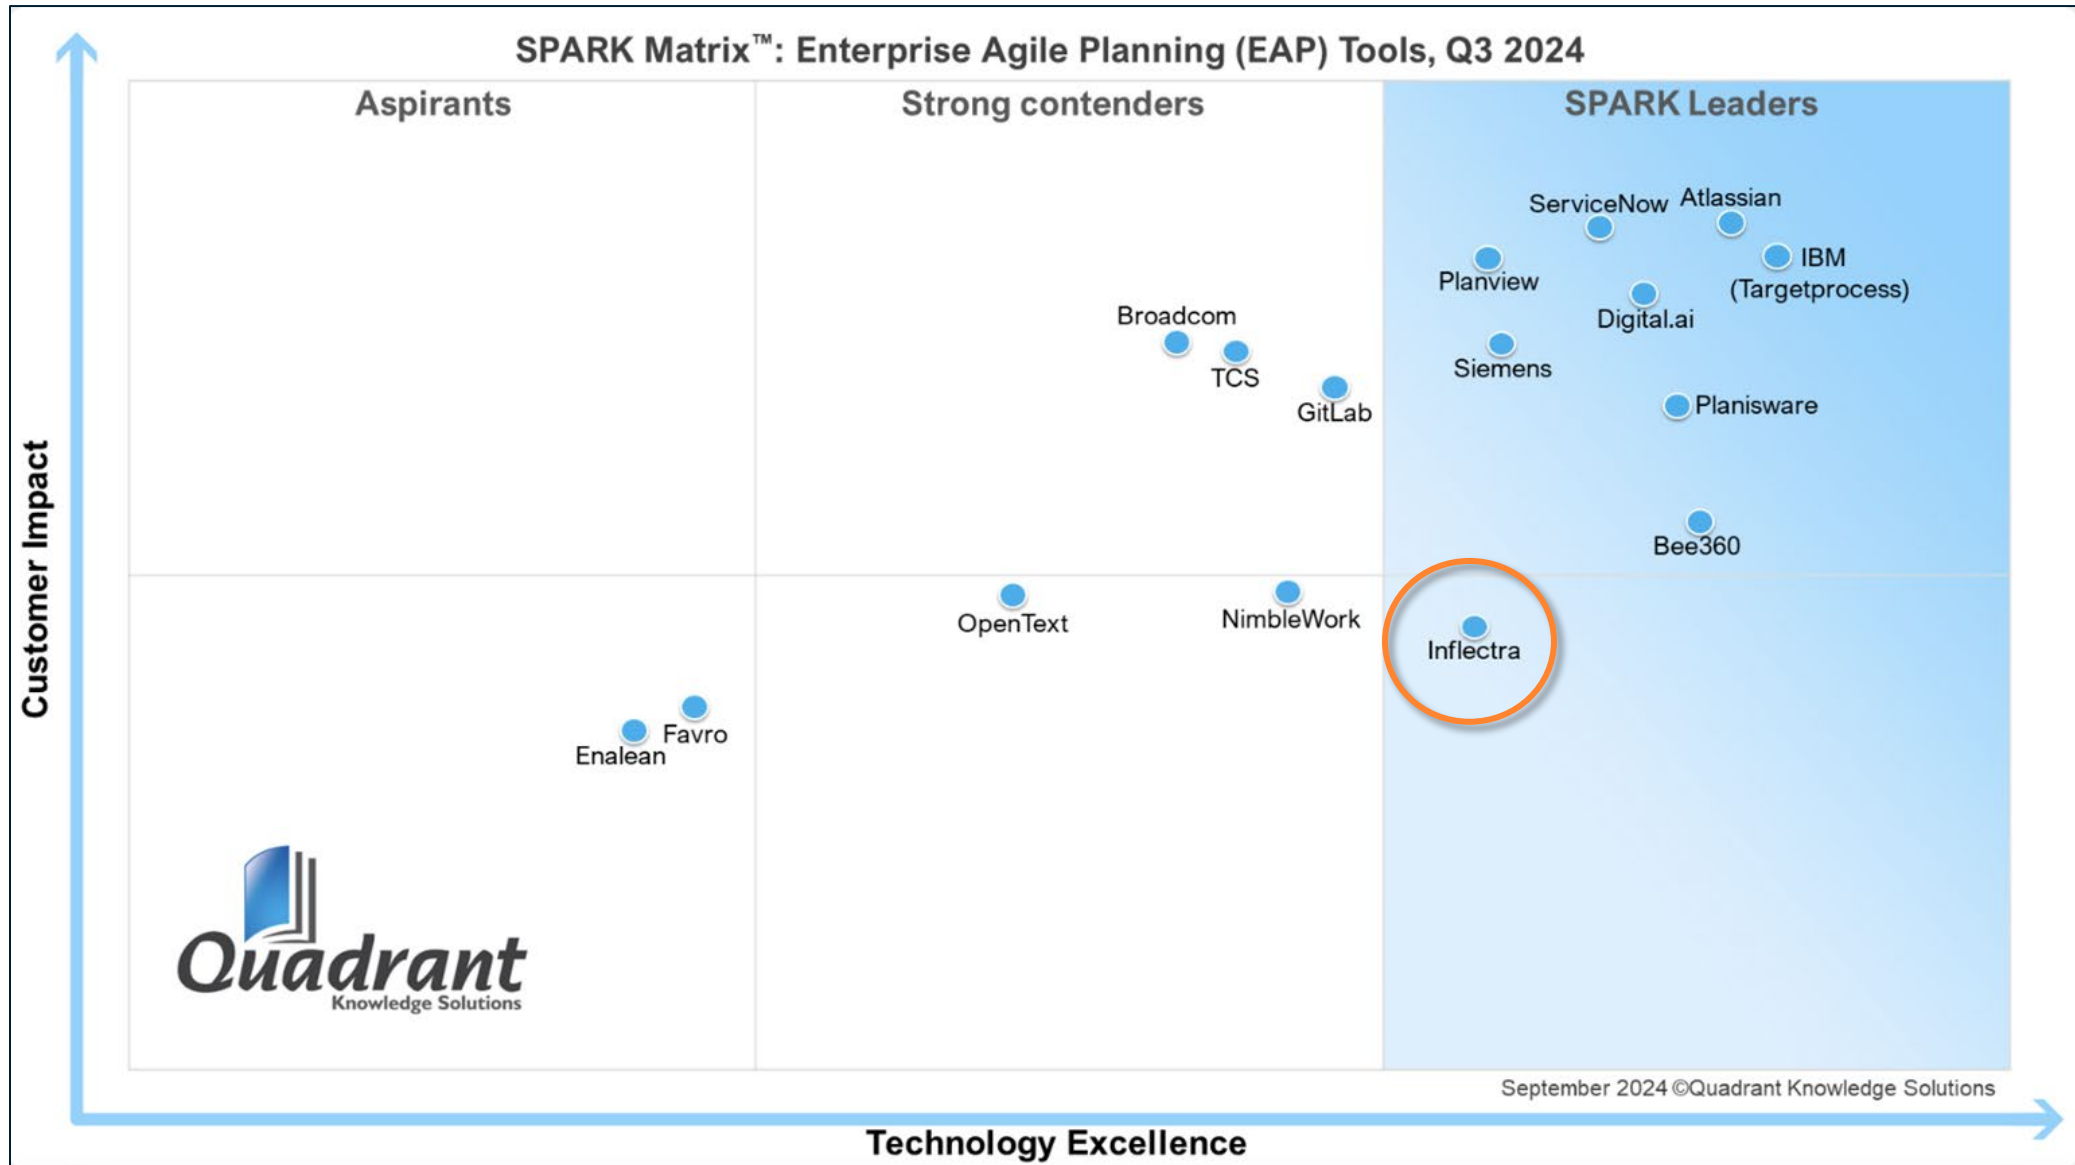 SPARK Matrix™: Enterprise Agile Planning (EAP) Tools, Q3 2024
Aspirants
Strong contenders
SPARK Leaders
ServiceNow
Atlassian
Planview
IBM
(Targetprocess)
Digital.ai
Broadcom
TCS
Siemens
GitLab
Planisware
Bee360
OpenText
NimbleWork
Inflectra
Favro
Enalean
Customer Impact
Quadrant
Knowledge Solutions
September 2024 ©Quadrant Knowledge Solutions
Technology Excellence